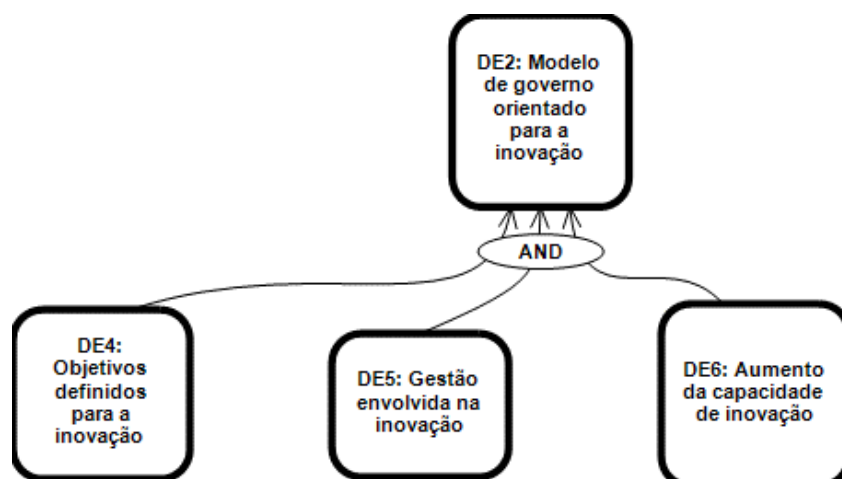 DE2: Modelo
de governo
orientado
para a
inovação
AND
DE4:
Objetivos
definidos
para a
inovação
DE5: Gestão
envolvida na
inovação
DE6: Aumento
da capacidade
de inovação